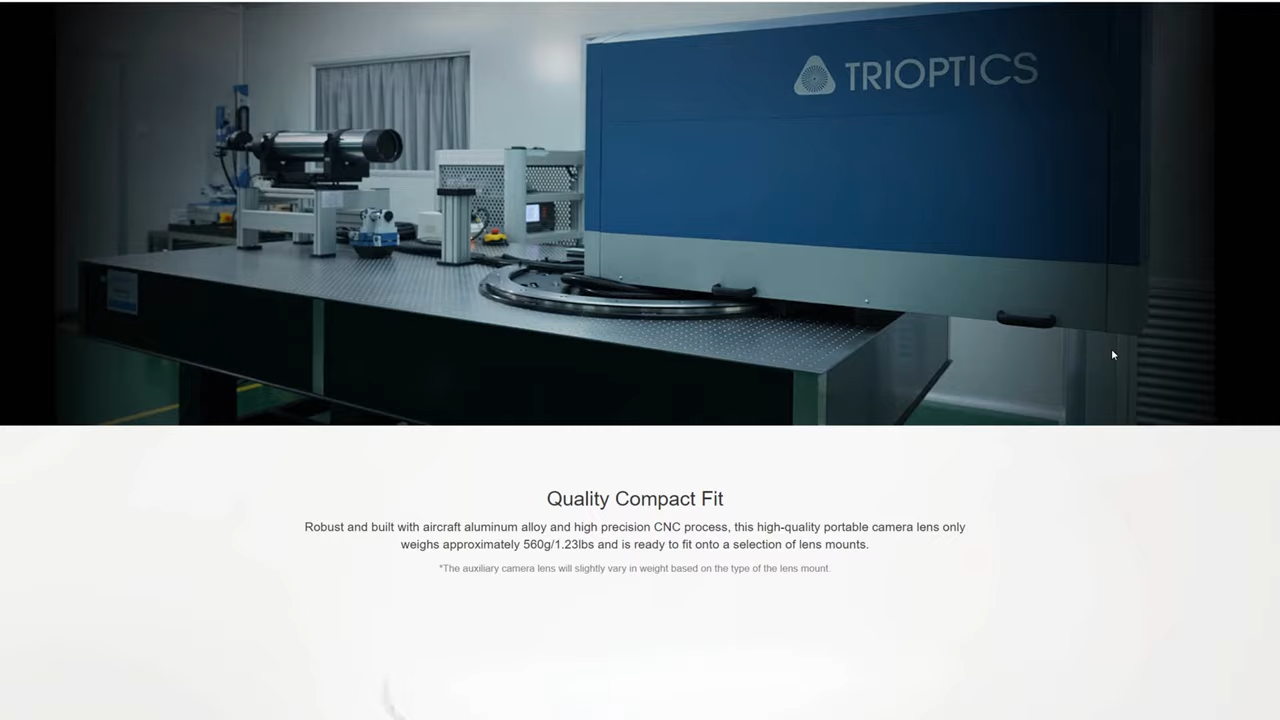 TRIOPTICS
Quality Compact Fit
Robust and built with aircraft aluminum alloy and high precision CNC process, this high-quality portable camera lens only
weighs approximately 560g/1.23lbs and is ready to fit onto a selection of lens mounts.
*The auxiliary camera lens will slightly vary in weight based on the type of the lens mount.